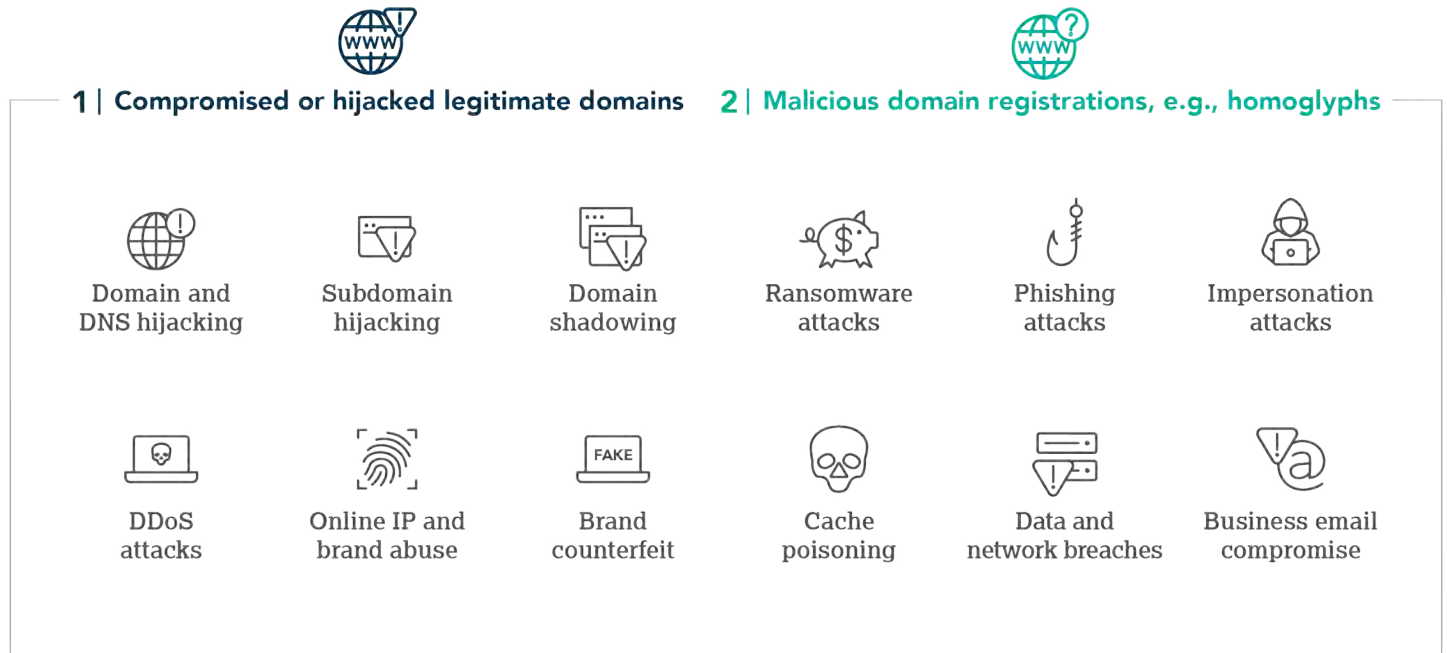 WWW
WWW
1 | Compromised or hijacked legitimate domains
2 | Malicious domain registrations, e.g., homoglyphs
Domain and
DNS hijacking
Subdomain
hijacking
Domain
shadowing
Ransomware
attacks
Phishing
attacks
Impersonation
attacks
DDoS
attacks
Online IP and
brand abuse
FAKE
Brand
counterfeit
Cache
poisoning
Data and
network breaches
Business email
compromise